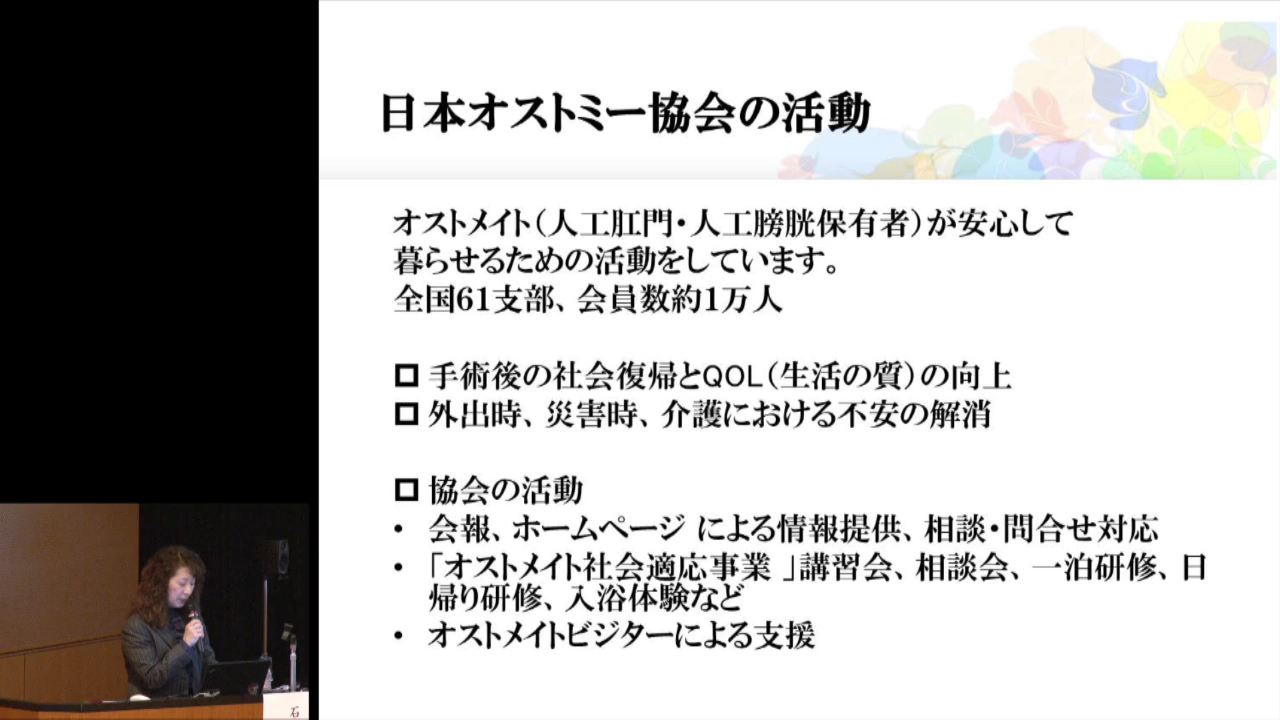 日本オストミー協会の活動
オストメイト（人工肛門・人工膀胱保有者）が安心して
暮らせるための活動をしています。
全国61支部、会員数約1万人
手術後の社会復帰とQOL（生活の質）の向上
外出時、災害時、介護における不安の解消
協会の活動
・ 会報、ホームページ による情報提供、相談・問合せ対応
・ 「オストメイト社会適応事業 」講習会、相談会、一泊研修、日
帰り研修、入浴体験など
・ オストメイトビジターによる支援
石